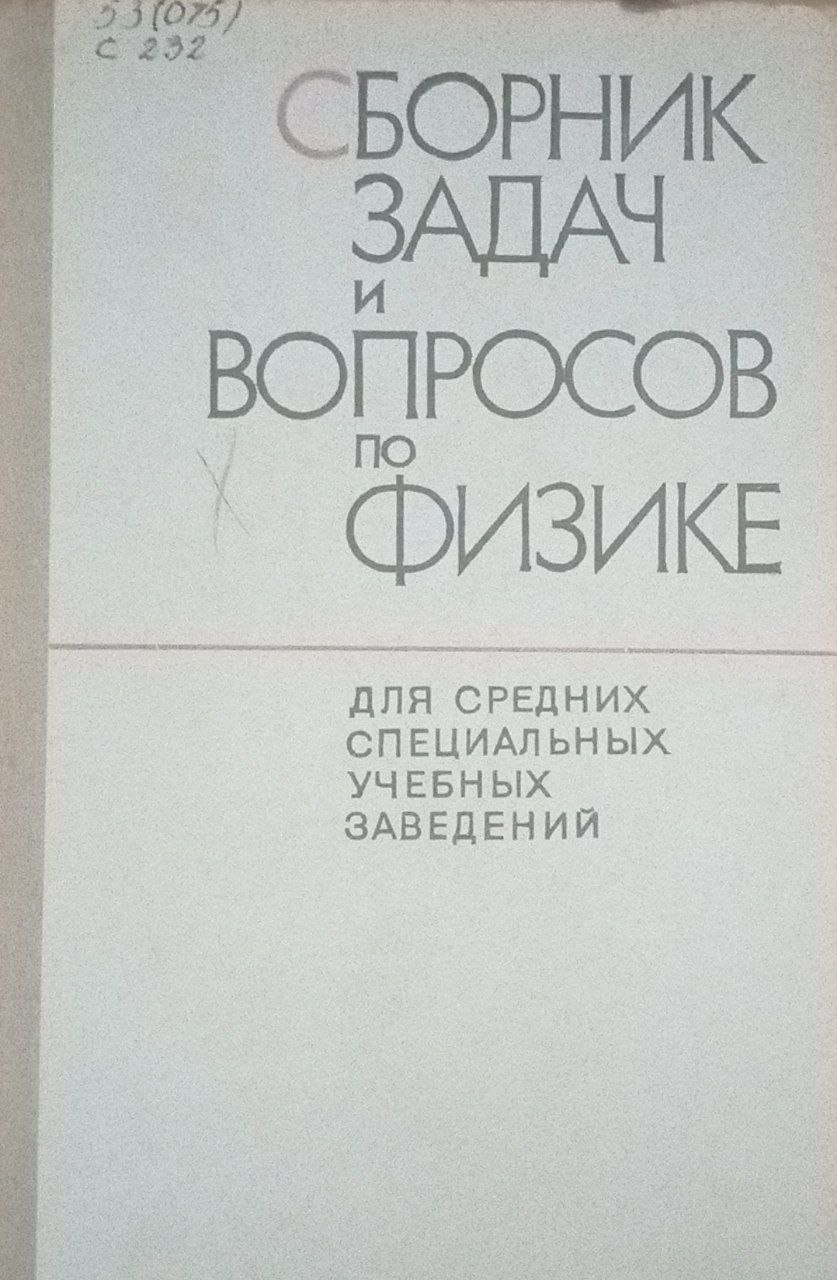 53(075)
С 232
СБОРНИК
ЗАДАЧ
И
ВОПРОСОВ
ПО
ФИЗИКЕ
ДЛЯ СРЕДНИХ
СПЕЦИАЛЬНЫХ
УЧЕБНЫХ
ЗАВЕДЕНИЙ